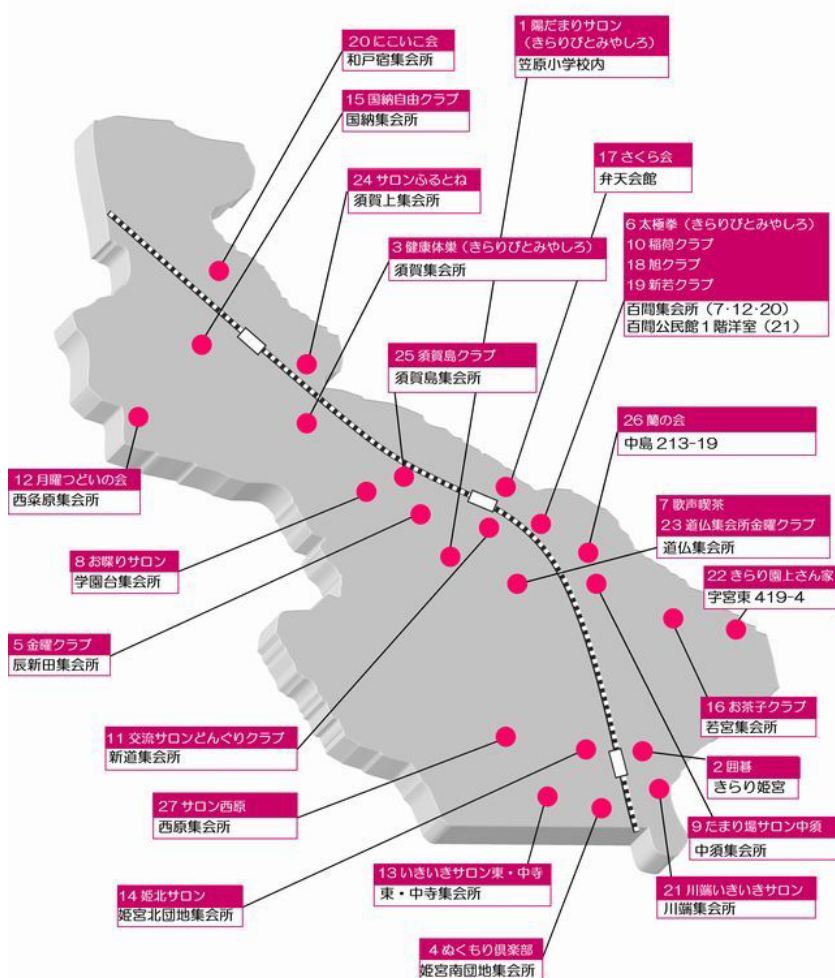 1 陽だまりサロン
（きらりびとみやしろ）
笠原小学校内
20 にこいこ会
和戸宿集会所
15 国納自由クラブ
国納集会所
17 さくら会
弁天会館
24 サロンふるとね
須賀上集会所
6 太極拳（きらりびとみやしろ）
10 稲荷クラブ
18 旭クラブ
19 新若クラブ
百間集会所（7・12・20）
百間公民館1階洋室（21）
3 健康体操（きらりびとみやしろ）
須賀集会所
25 須賀島クラブ
須賀島集会所
26 蘭の会
中島 213-19
12 月曜つどいの会
西粂原集会所
7 歌声喫茶
23 道仏集会所金曜クラブ
道仏集会所
8 お喋りサロン
学園台集会所
22 きらり園上さん家
字宮東 419-4
5 金曜クラブ
辰新田集会所
16 お茶子クラブ
若宮集会所
11 交流サロンどんぐりクラブ
新道集会所
2 囲碁
きらり姫宮
27 サロン西原
西原集会所
9 たまり場サロン中須
中須集会所
13 いきいきサロン東・中寺
東・中寺集会所
21 川端いきいきサロン
川端集会所
14 姫北サロン
姫宮北団地集会所
4 ぬくもり倶楽部
姫宮南団地集会所